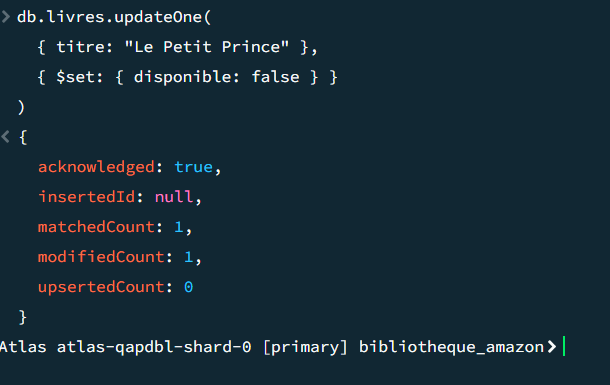 > db.livres.updateOne(
{ titre: "Le Petit Prince" },
{ $set: { disponible: false } }
)
< {
acknowledged: true,
insertedId: null,
matchedCount: 1,
modifiedCount: 1,
upsertedCount: 0
}
Atlas atlas-qapdbl-shard-0 [primary] bibliotheque_amazon>